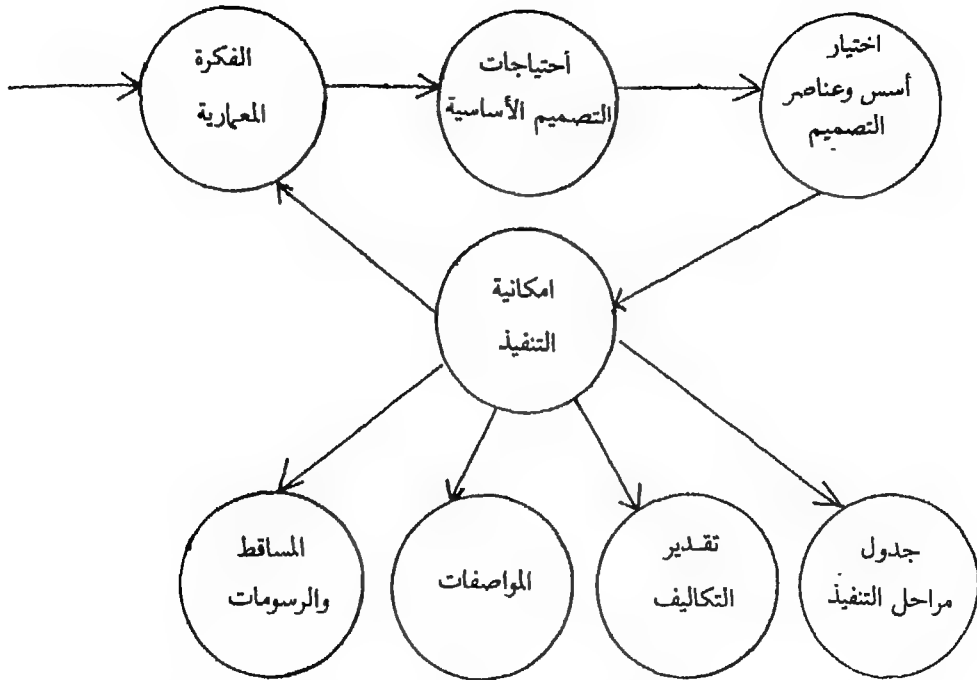 الفكرة
المعمارية
أحتياجات
التصميم الأساسية
اختيار
أسس وعناصر
التصميم
امكانية
التنفيذ
المساقط
والرسومات
المواصفات
تقدير
التكاليف
جدول
مراحل التنفيذ